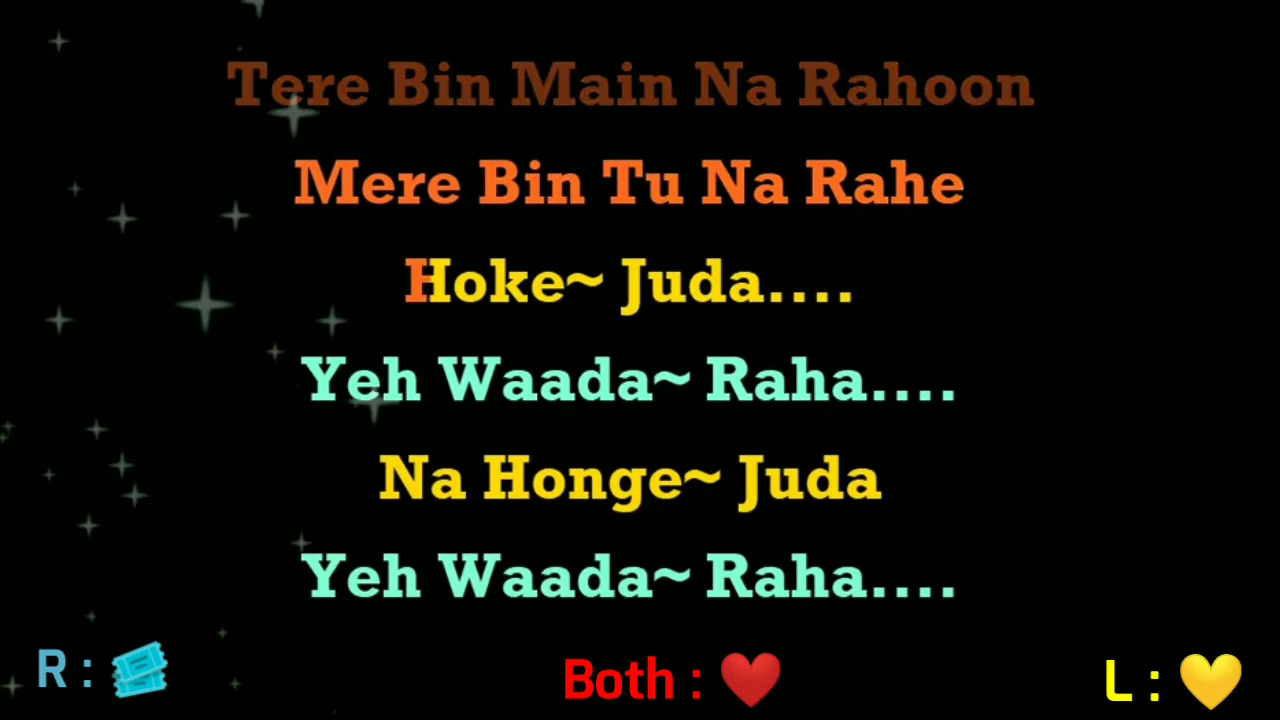 Tere Bin Main Na Rahoon
Mere Bin Tu Na Rahe
Hoke~ Juda....
Yeh Waada~ Raha....
Na Honge~ Juda
Yeh Waada~ Raha....
R : 🎟️ Both : ❤️ L : 💛